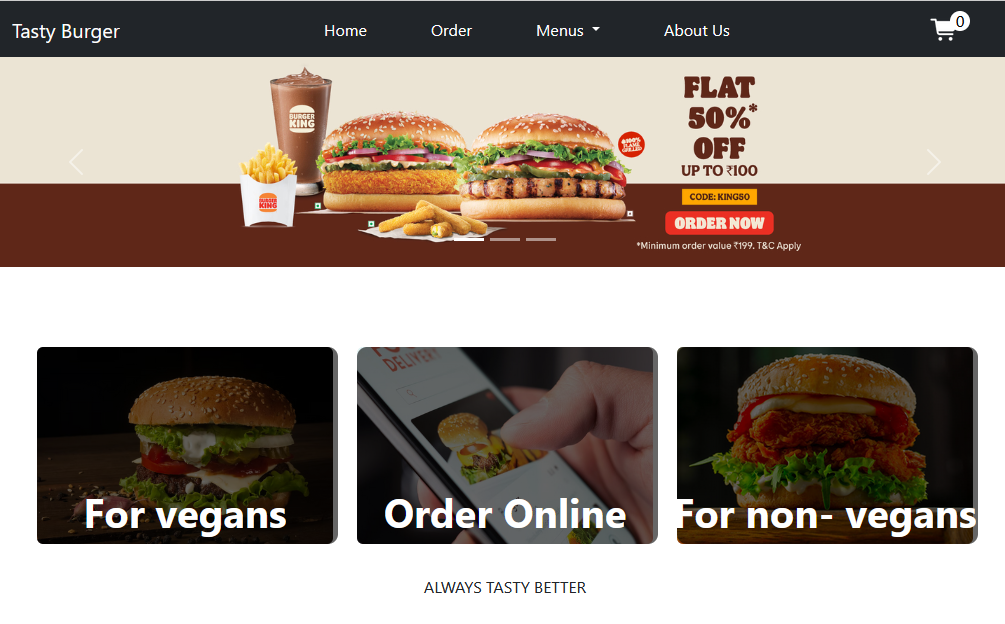 Tasty Burger
Home
Order
Menus
About Us
0
BURGER
KING
BURGER
KING
FLAT
50%*
OFF
UP TO ₹100
CODE: KING50
ORDER NOW
*Minimum order value ₹199. T&C Apply
DELIVERY
For vegans
Order Online
For non- vegans
ALWAYS TASTY BETTER